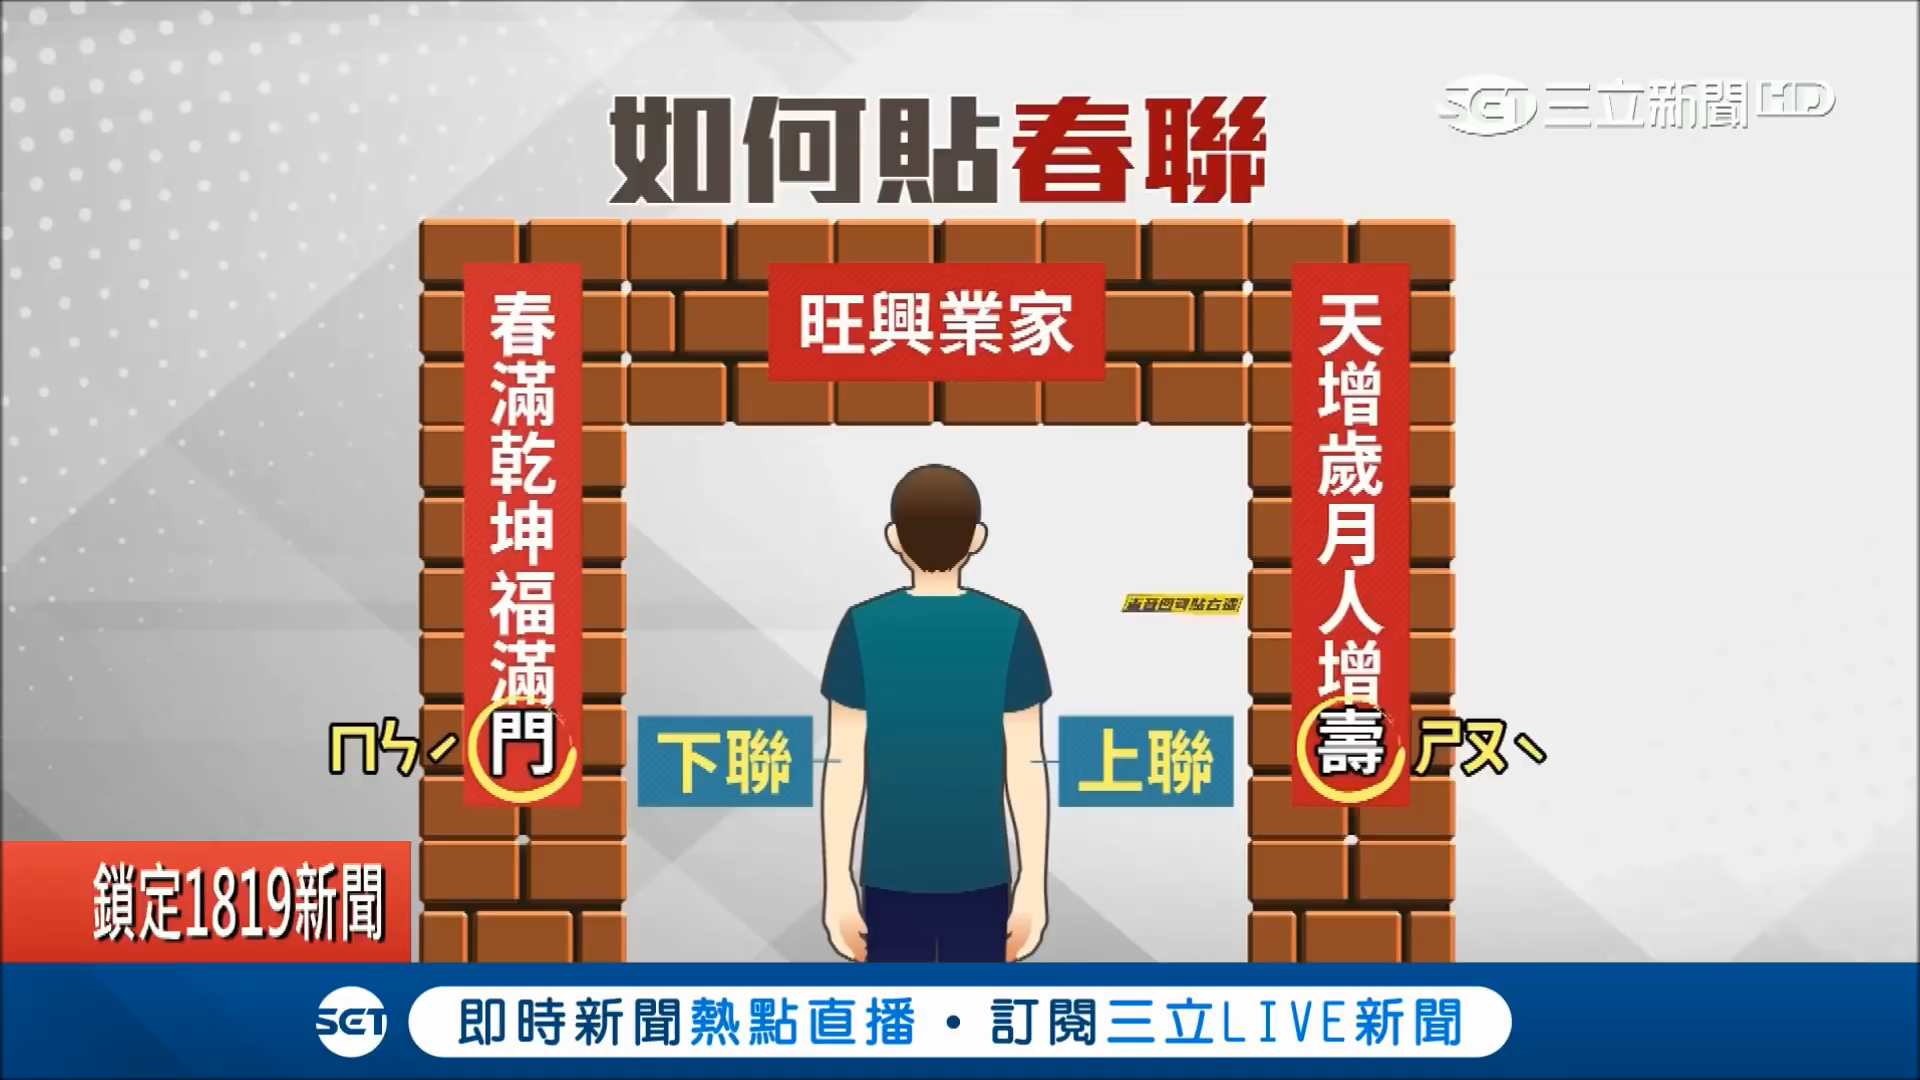 如何貼春聯
SET三立新聞HD
旺興業家
天增歲月人增壽
春滿乾坤福滿門
ㄇㄣˊ
ㄕㄡˋ
下聯
上聯
鎖定1819新聞
SET
即時新聞熱點直播・訂閱三立LIVE新聞